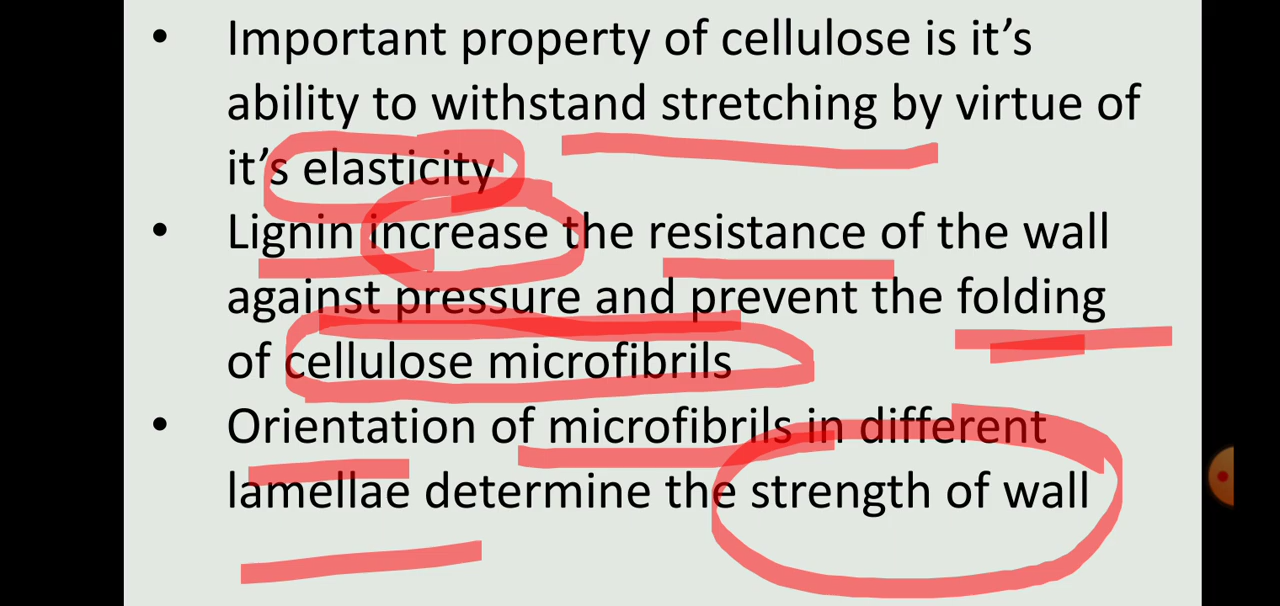 • Important property of cellulose is it's
ability to withstand stretching by virtue of
it's elasticity
• Lignin increase the resistance of the wall
against pressure and prevent the folding
of cellulose microfibrils
• Orientation of microfibrils in different
lamellae determine the strength of wall